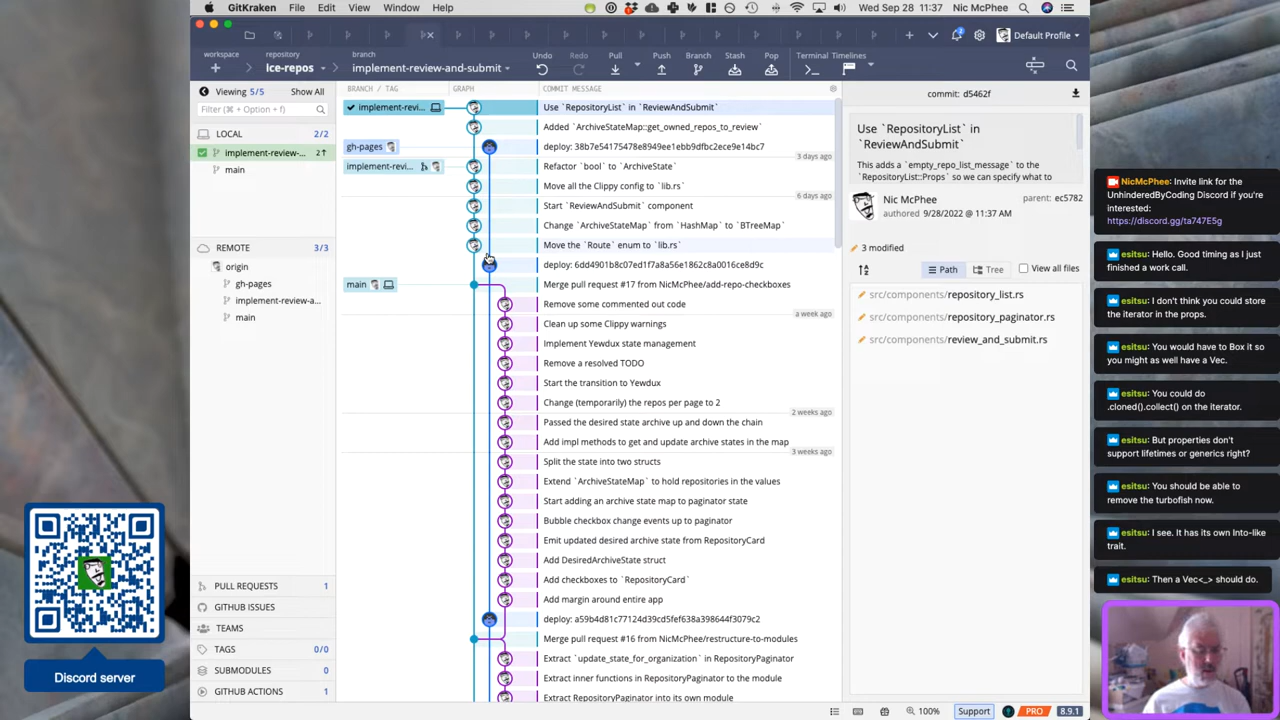 GitKraken File Edit View Window Help
Wed Sep 28 11:37 Nic McPhee
Default Profile
workspace
repository
Ice-repos
branch
implement-review-and-submit
Undo Redo Pull Push Branch Stash Pop Terminal Timelines
Viewing 5/5 Show All
Filter (⌘ + Option + f)
LOCAL 2/2
implement-review-... 2↑
main
REMOTE 3/3
origin
gh-pages
implement-review-a...
main
PULL REQUESTS 1
GITHUB ISSUES
TEAMS
TAGS 0/0
SUBMODULES
GITHUB ACTIONS 1
BRANCH / TAG GRAPH COMMIT MESSAGE
implement-revi... Use `RepositoryList` in `ReviewAndSubmit`
Added `ArchiveStateMap::get_owned_repos_to_review`
gh-pages deploy: 38b7e54175478e8949ee1ebb9dfbc2ece9e14bc7
3 days ago
implement-revi... Refactor `bool` to `ArchiveState`
Move all the Clippy config to `lib.rs`
6 days ago
Start `ReviewAndSubmit` component
Change `ArchiveStateMap` from `HashMap` to `BTreeMap`
Move the `Route` enum to `lib.rs`
deploy: 6dd4901b8c07ed1f7a8a56e1862c8a0016ce8d9c
main Merge pull request #17 from NicMcPhee/add-repo-checkboxes
Remove some commented out code
a week ago
Clean up some Clippy warnings
Implement Yewdux state management
Remove a resolved TODO
Start the transition to Yewdux
Change (temporarily) the repos per page to 2
2 weeks ago
Passed the desired state archive up and down the chain
Add impl methods to get and update archive states in the map
3 weeks ago
Split the state into two structs
Extend `ArchiveStateMap` to hold repositories in the values
Start adding an archive state map to paginator state
Bubble checkbox change events up to paginator
Emit updated desired archive state from RepositoryCard
Add DesiredArchiveState struct
Add checkboxes to `RepositoryCard`
Add margin around entire app
deploy: a59b4d81c77124d39cd5fef638a398644f3079c2
Merge pull request #16 from NicMcPhee/restructure-to-modules
Extract `update_state_for_organization` in RepositoryPaginator
Extract inner functions in RepositoryPaginator to the module
Extract RepositoryPaginator into its own module
commit: d5462f
Use `RepositoryList` in
`ReviewAndSubmit`
This adds a `empty_repo_list_message` to the
`RepositoryList::Props` so we can specify what to
Nic McPhee
authored 9/28/2022 @ 11:37 AM
parent: ec5782
3 modified
Path Tree View all files
src/components/repository_list.rs
src/components/repository_paginator.rs
src/components/review_and_submit.rs
100% Support PRO 8.9.1
NicMcPhee: Invite link for the
UnhinderedByCoding Discord if you're
interested:
https://discord.gg/ta747E5g
esitsu: Hello. Good timing as I just
finished a work call.
esitsu: I don't think you could store
the iterator in the props.
esitsu: You would have to Box it so
you might as well have a Vec.
esitsu: You could do
.cloned().collect() on the iterator.
esitsu: But properties don't
support lifetimes or generics right?
esitsu: You should be able to
remove the turbofish now.
esitsu: I see. It has its own Into-like
trait.
esitsu: Then a Vec<_> should do.
Discord server